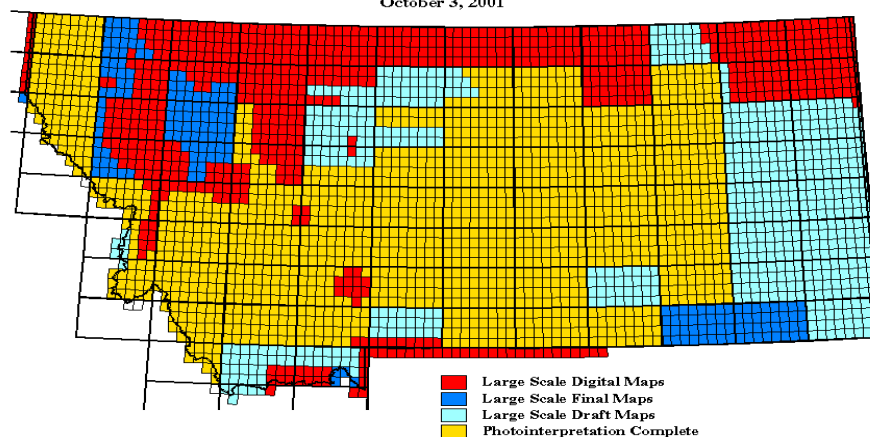 October 3, 2001
Large Scale Digital Maps
Large Scale Final Maps
Large Scale Draft Maps
Photointerpretation Complete